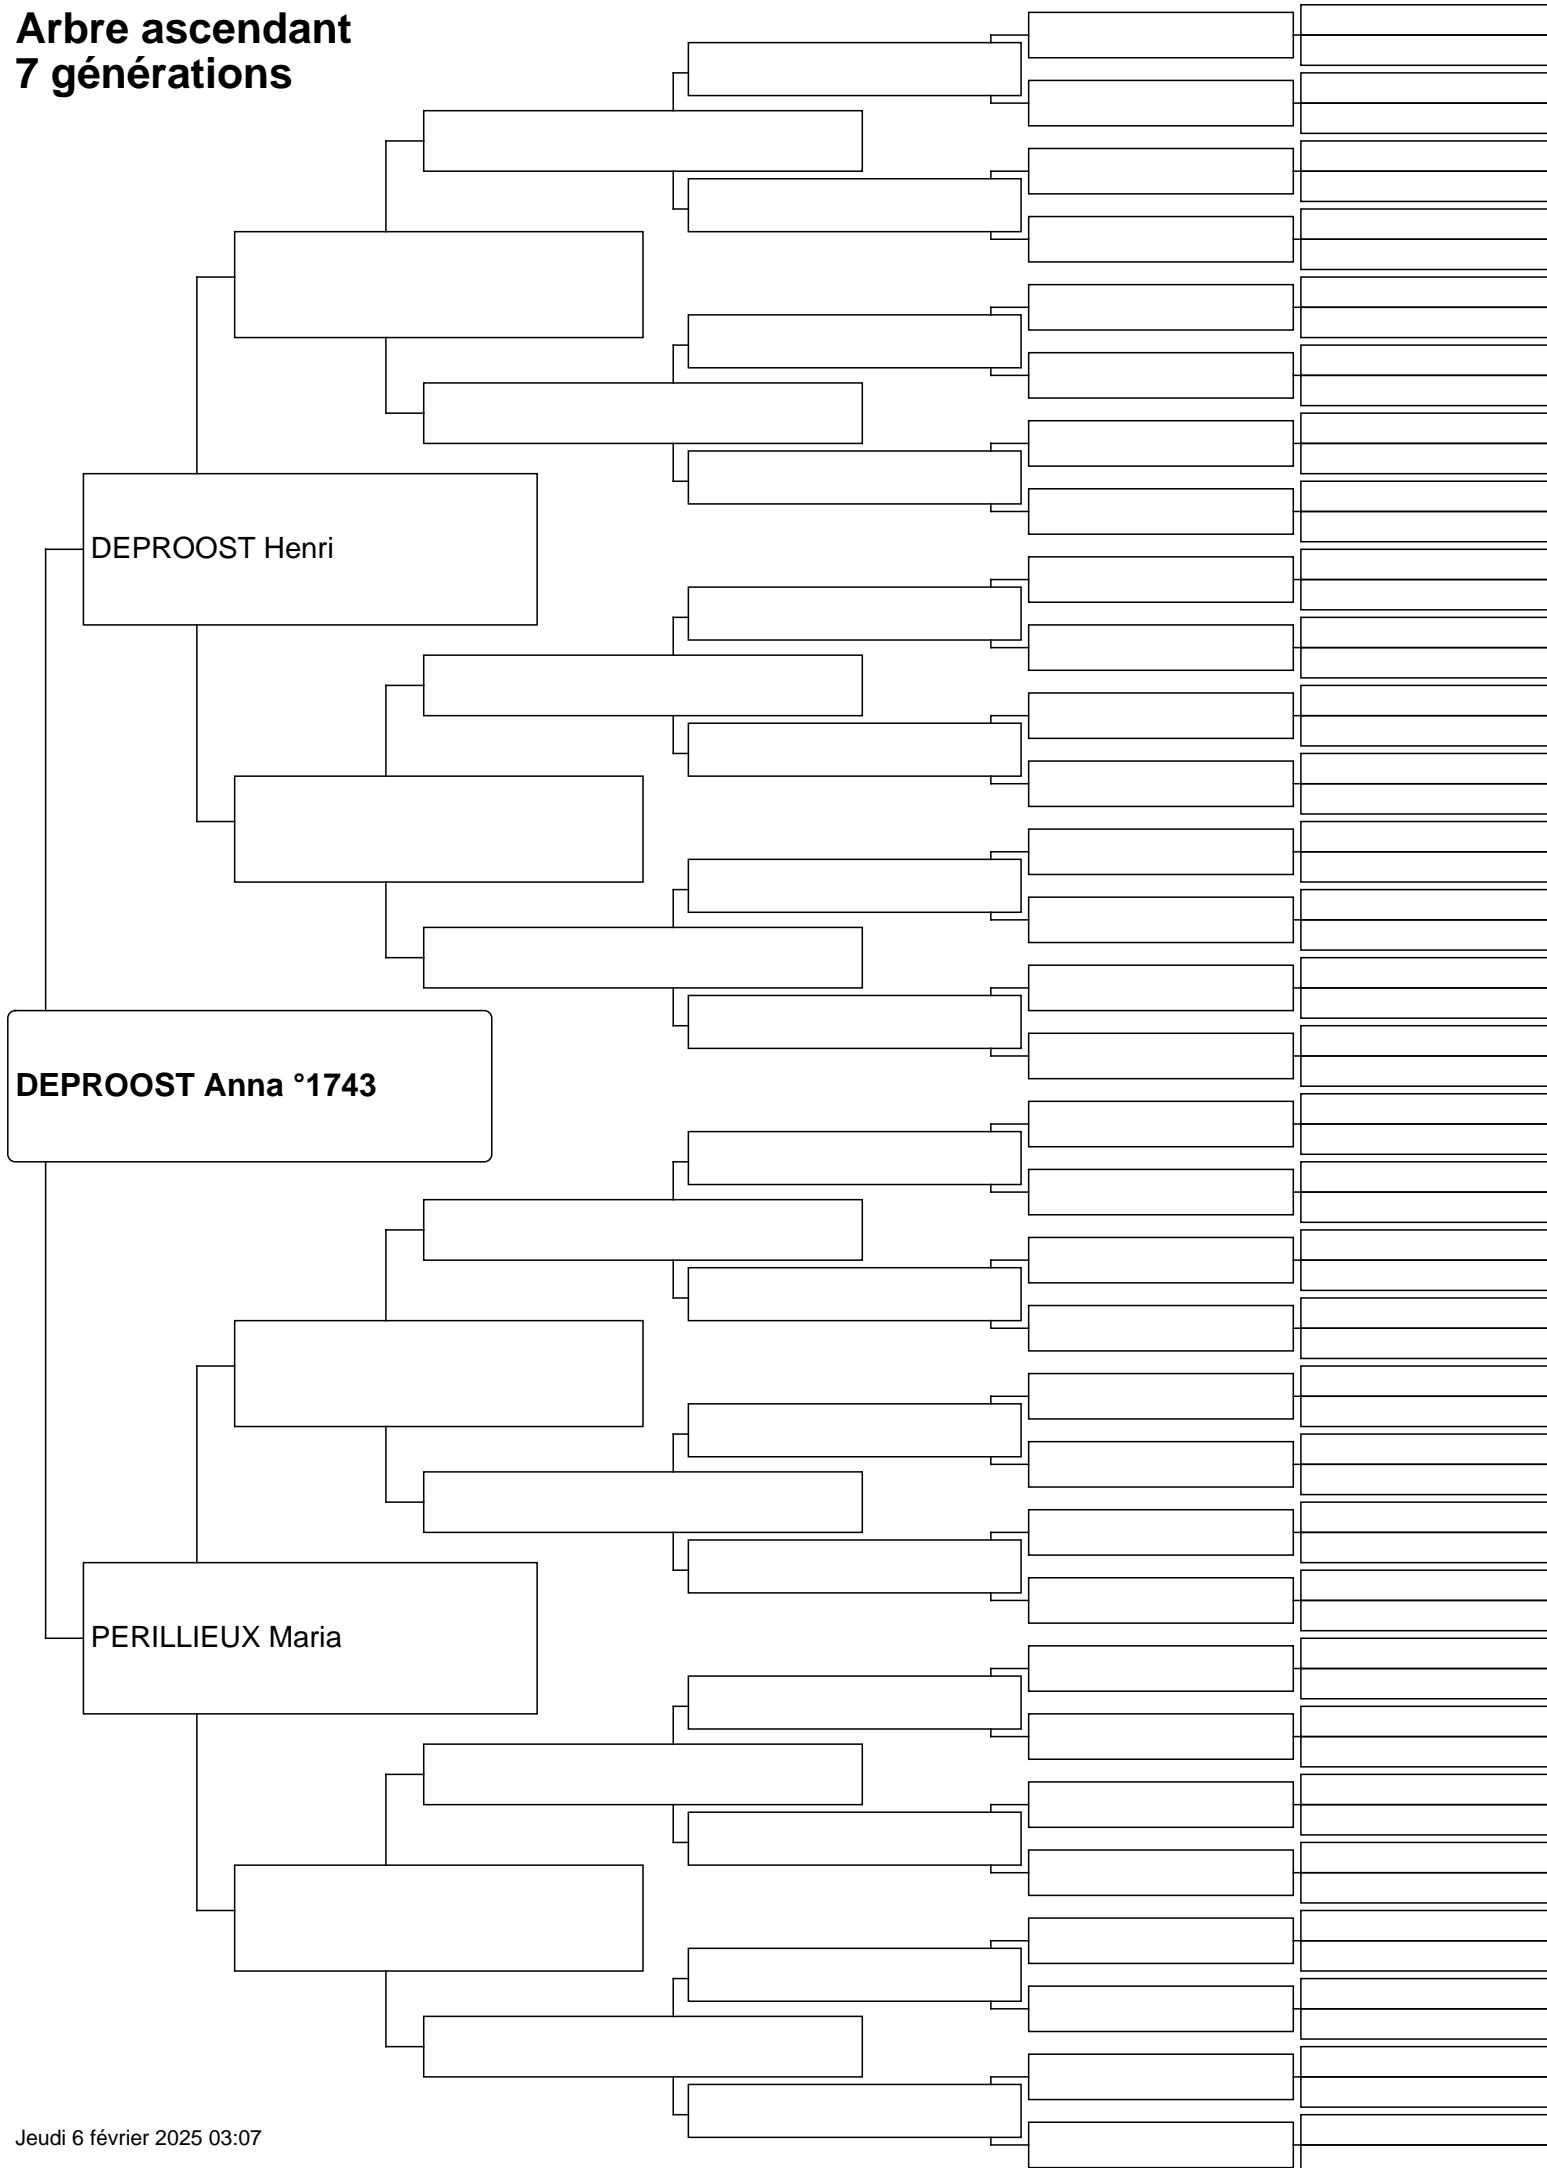 Arbre ascendant
7 générations
DEPROOST Henri
DEPROOST Anna °1743
PERILLIEUX Maria
Jeudi 6 février 2025 03:07